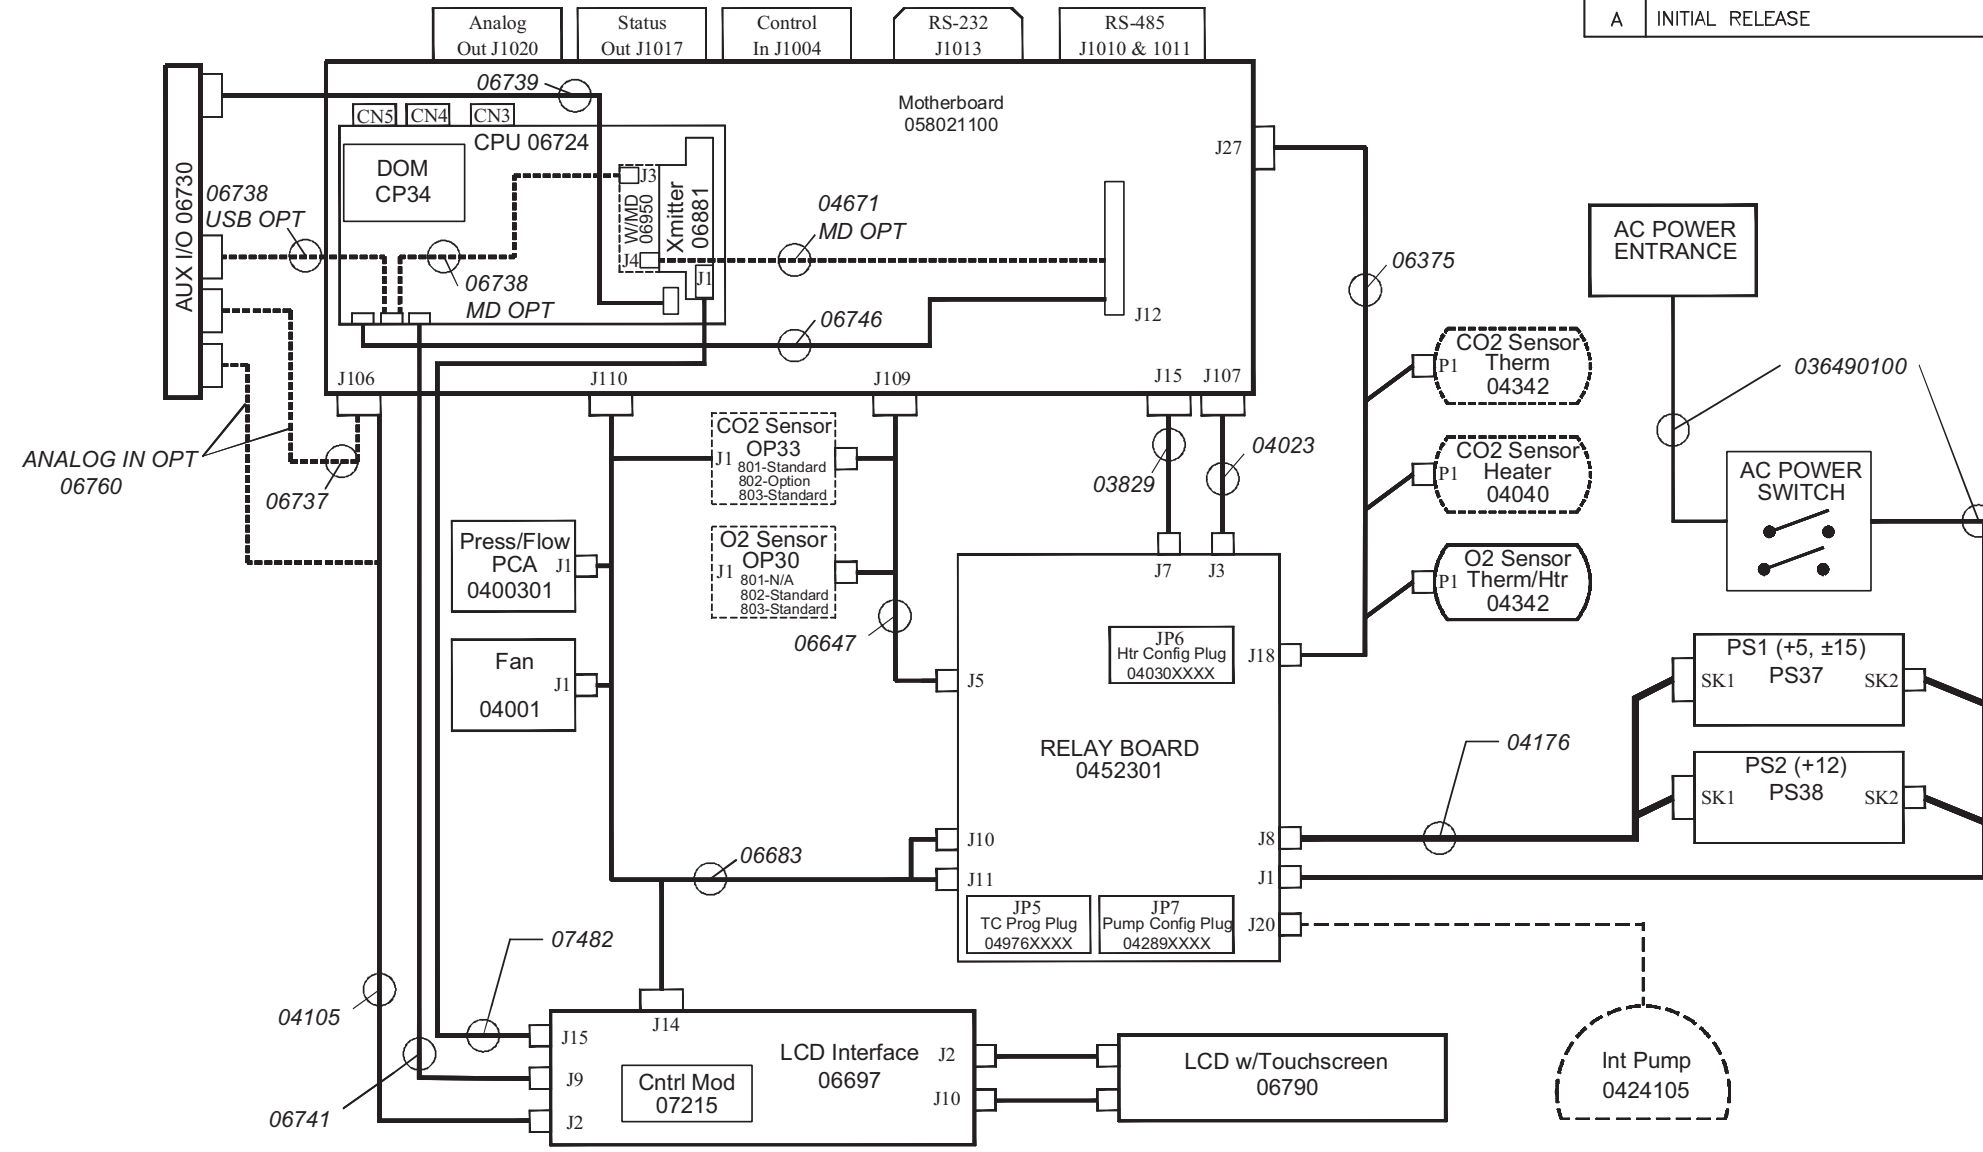 Analog
Out J1020
Status
Out J1017
Control
In J1004
RS-232
J1013
RS-485
J1010 & 1011
A INITIAL RELEASE
AUX I/O 06730
06739
CN5
CN4
CN3
CPU 06724
DOM
CP34
Motherboard
058021100
J27
06738
USB OPT
J3
W/MD
06950
J4
Xmitter
06881
J1
04671
MD OPT
06738
MD OPT
06746
J12
06375
AC POWER
ENTRANCE
J106
J110
J109
J15
J107
ANALOG IN OPT
06760
06737
CO2 Sensor
OP33
J1
801-Standard
802-Option
803-Standard
O2 Sensor
OP30
J1
801-N/A
802-Standard
803-Standard
06647
03829
04023
CO2 Sensor
Therm
04342
P1
CO2 Sensor
Heater
04040
P1
O2 Sensor
Therm/Htr
04342
P1
036490100
AC POWER
SWITCH
Press/Flow
PCA
0400301
J1
Fan
04001
J1
J7
J3
JP6
Htr Config Plug
04030XXXX
J18
J5
RELAY BOARD
0452301
J10
J11
J8
J1
J20
JP5
TC Prog Plug
04976XXXX
JP7
Pump Config Plug
04289XXXX
04176
PS1 (+5, ±15)
PS37
SK1
SK2
PS2 (+12)
PS38
SK1
SK2
06683
07482
04105
06741
J14
J15
J9
J2
LCD Interface
06697
Cntrl Mod
07215
J2
J10
LCD w/Touchscreen
06790
Int Pump
0424105